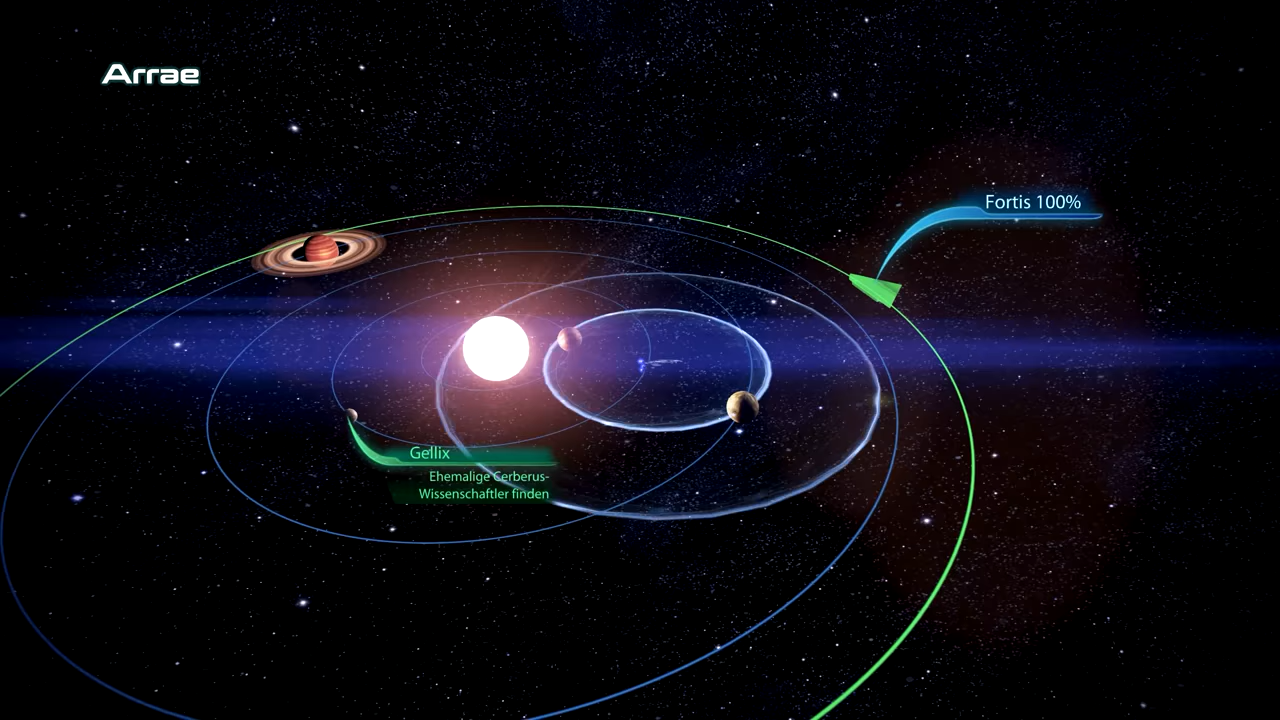 Arrae
Fortis 100%
Gellix
Ehemalige Cerberus-
Wissenschaftler finden